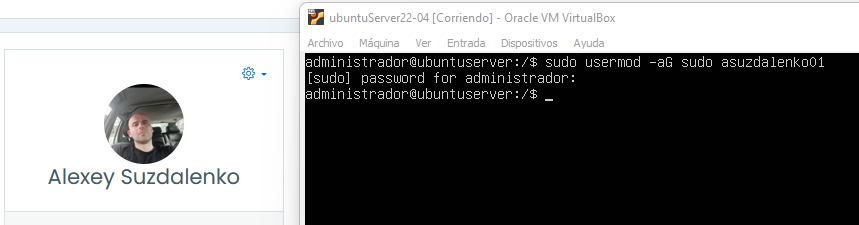 Alexey Suzdalenko
ubuntuServer22-04 [Corriendo] - Oracle VM VirtualBox
Archivo Máquina Ver Entrada Dispositivos Ayuda
administrador@ubuntuserver:/$ sudo usermod -aG sudo asuzdalenko01
[sudo] password for administrador:
administrador@ubuntuserver:/$ _